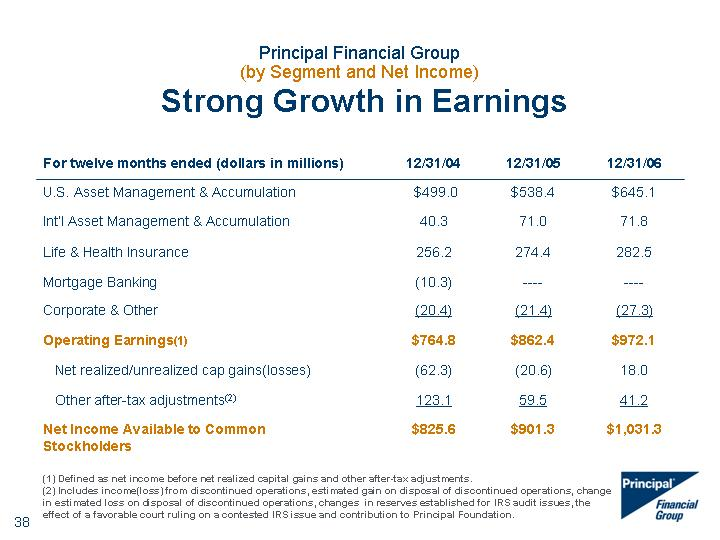 Principal Financial Group
(by Segment and Net Income)
Strong Growth in Earnings
For twelve months ended (dollars in millions) 12/31/04 12/31/05 12/31/06
U.S. Asset Management & Accumulation $499.0 $538.4 $645.1
Int'l Asset Management & Accumulation 40.3 71.0 71.8
Life & Health Insurance 256.2 274.4 282.5
Mortgage Banking (10.3) ---- ----
Corporate & Other (20.4) (21.4) (27.3)
Operating Earnings(1) $764.8 $862.4 $972.1
Net realized/unrealized cap gains(losses) (62.3) (20.6) 18.0
Other after-tax adjustments(2) 123.1 59.5 41.2
Net Income Available to Common $825.6 $901.3 $1,031.3
Stockholders
(1) Defined as net income before net realized capital gains and other after-tax adjustments.
(2) Includes income(loss) from discontinued operations, estimated gain on disposal of discontinued operations, change
in estimated loss on disposal of discontinued operations, changes in reserves established for IRS audit issues, the
effect of a favorable court ruling on a contested IRS issue and contribution to Principal Foundation.
Principal
Financial
Group
38